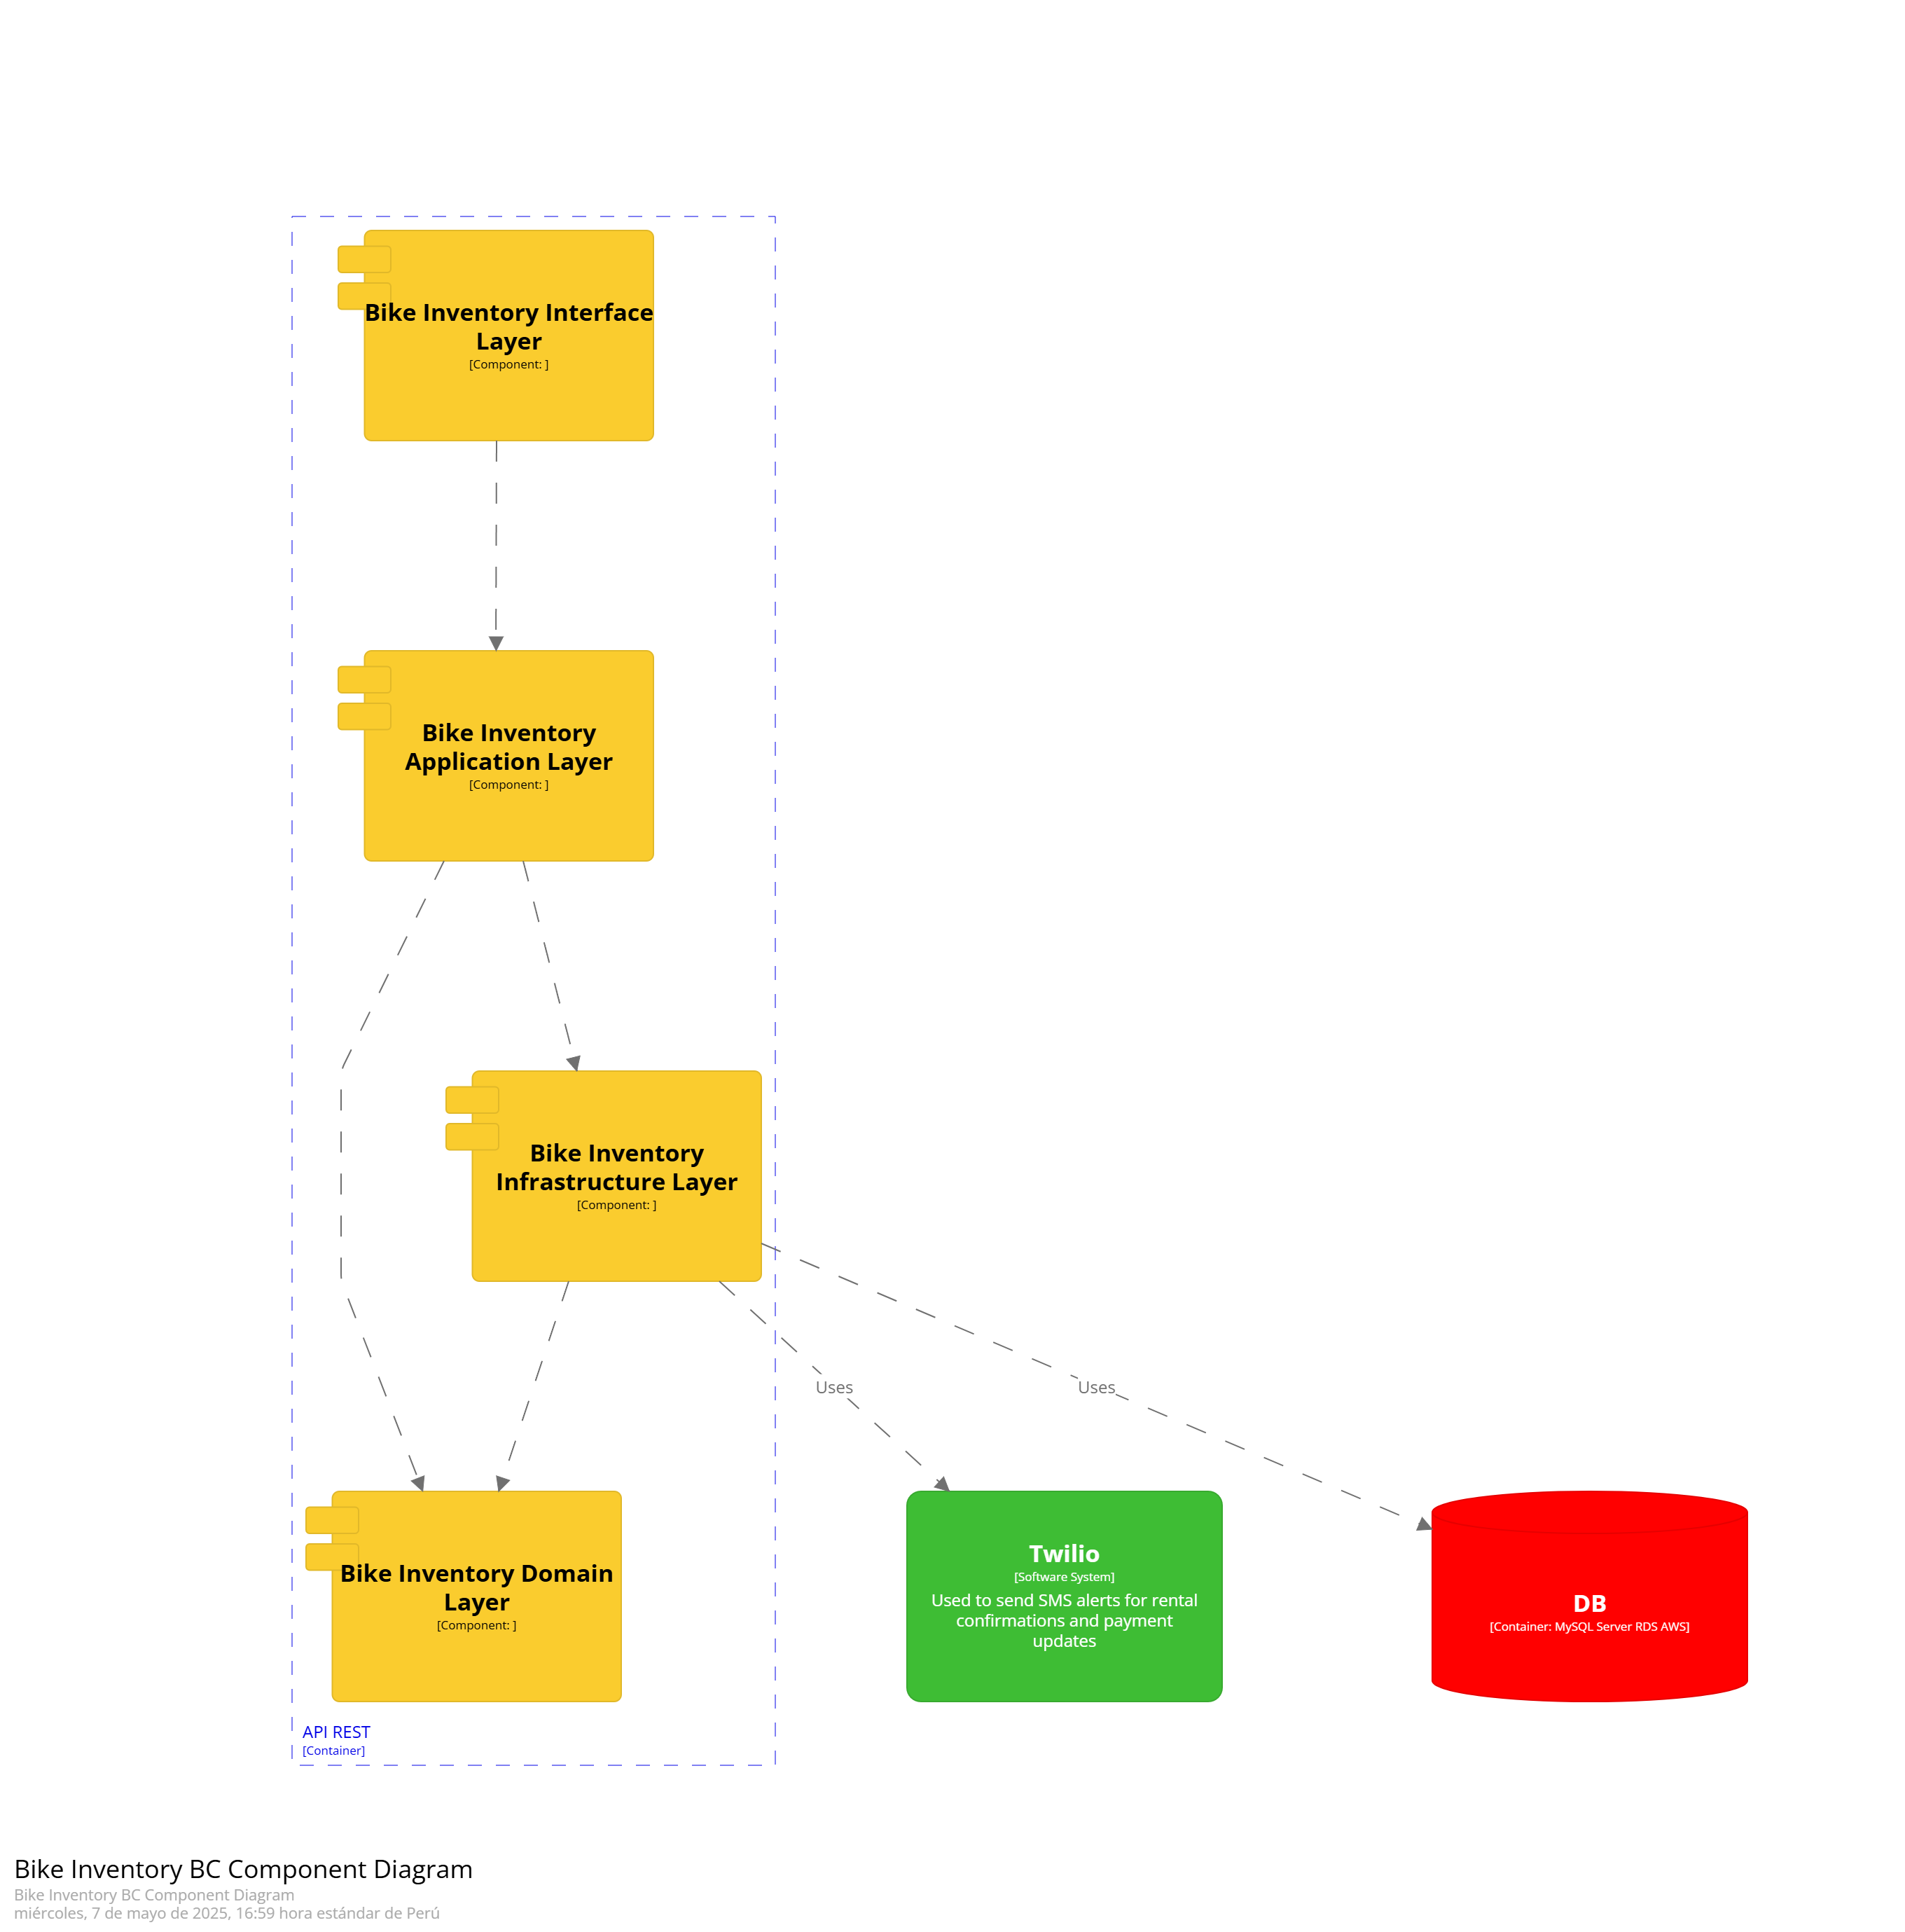 Bike Inventory Interface
Layer
[Component: ]
Bike Inventory
Application Layer
[Component: ]
Bike Inventory
Infrastructure Layer
[Component: ]
Uses
Uses
Bike Inventory Domain
Layer
[Component: ]
Twilio
[Software System]
Used to send SMS alerts for rental
confirmations and payment
updates
DB
[Container: MySQL Server RDS AWS]
API REST
[Container]
Bike Inventory BC Component Diagram
Bike Inventory BC Component Diagram
miércoles, 7 de mayo de 2025, 16:59 hora estándar de Perú